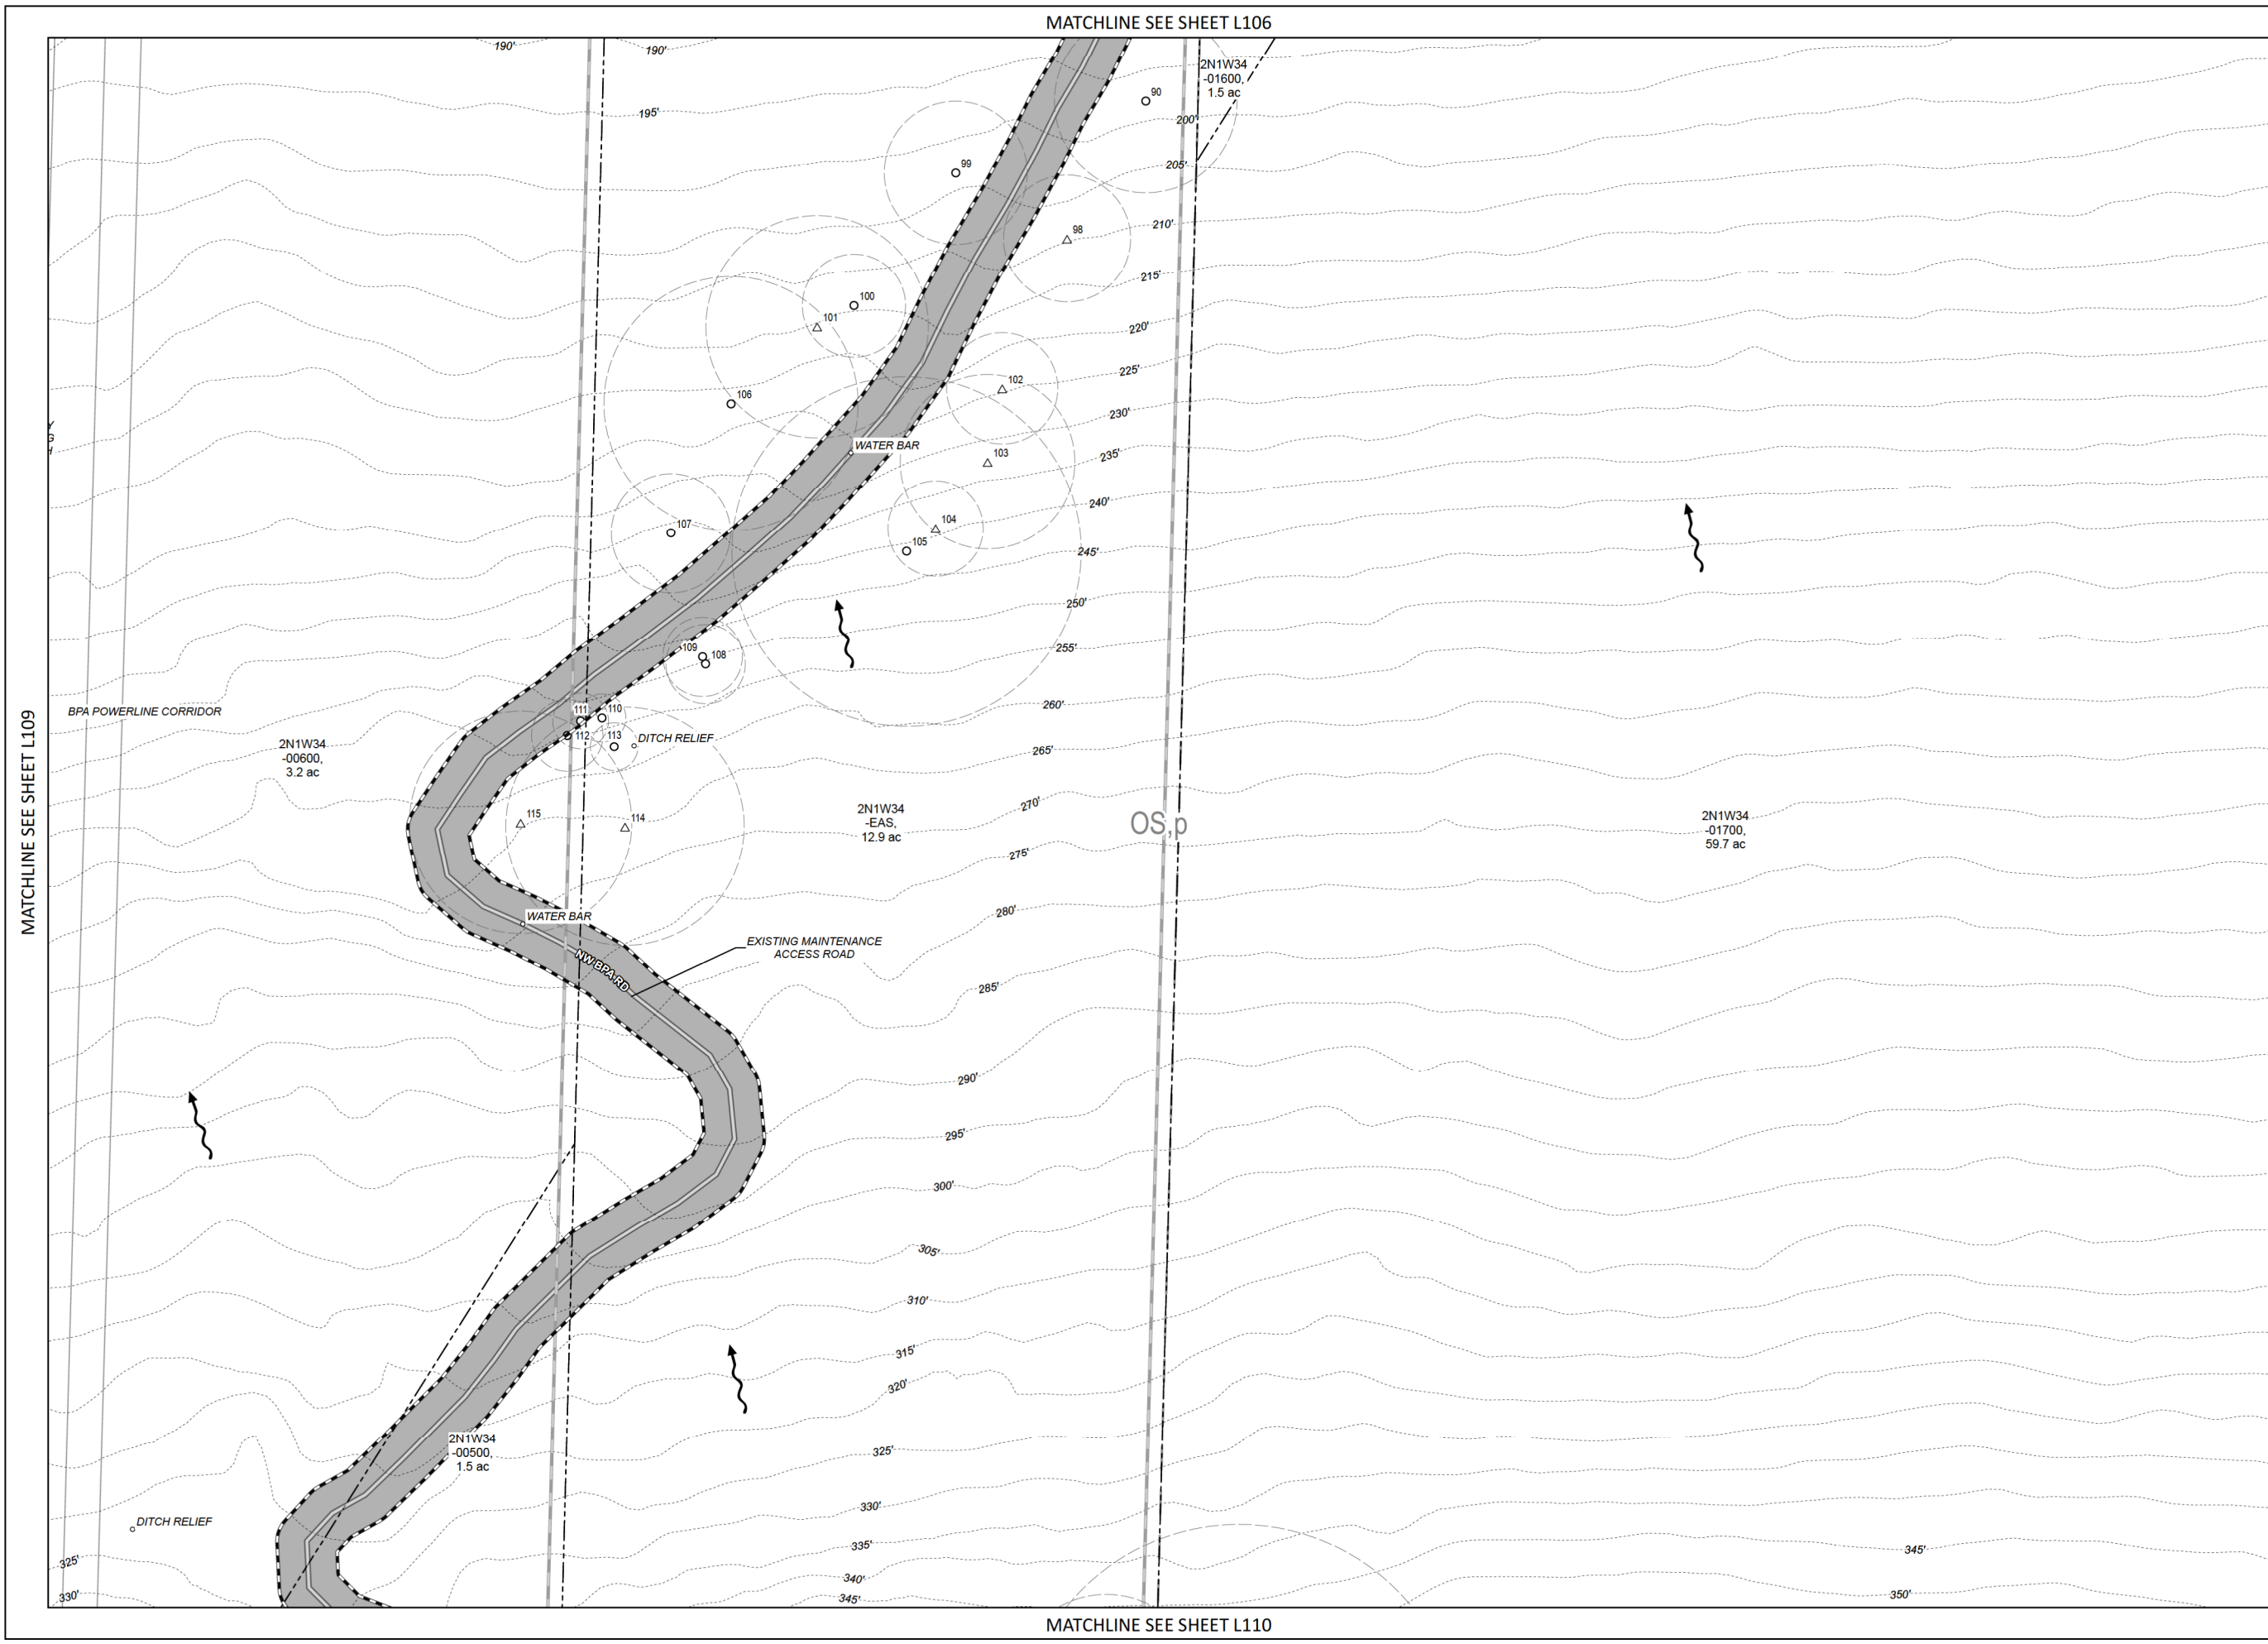 MATCHLINE SEE SHEET L106
190'
190'
2N1W34
-01600,
1.5 ac
90
195'
200'
99
205'
210'
98
215'
100
101
220'
225'
102
106
230'
Y
G
H
WATER BAR
235'
103
240'
104
107
105
245'
250'
255'
109
108
260'
BPA POWERLINE CORRIDOR
111
110
112
113
DITCH RELIEF
2N1W34
-00600,
3.2 ac
265'
MATCHLINE SEE SHEET L109
270'
115
114
2N1W34
-EAS,
12.9 ac
OS,p
2N1W34
-01700,
59.7 ac
275'
280'
WATER BAR
EXISTING MAINTENANCE
ACCESS ROAD
NW BPA RD
285'
290'
295'
300'
305'
310'
315'
320'
2N1W34
-00500,
1.5 ac
325'
330'
DITCH RELIEF
335'
345'
325'
340'
330'
345'
350'
MATCHLINE SEE SHEET L110